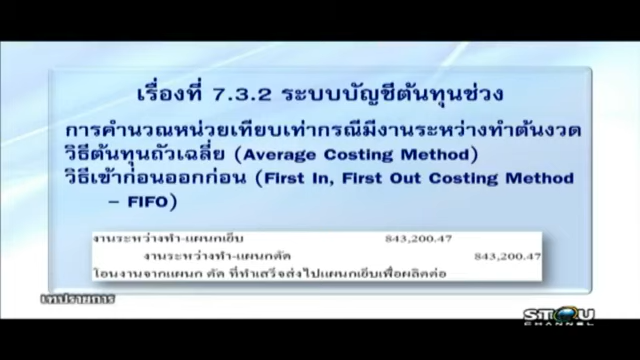 เรื่องที่ 7.3.2 ระบบบัญชีต้นทุนช่วง
การคำนวณหน่วยเทียบเท่ากรณีมีงานระหว่างทำต้นงวด
วิธีต้นทุนถัวเฉลี่ย (Average Costing Method)
วิธีเข้าก่อนออกก่อน (First In, First Out Costing Method
– FIFO)
งานระหว่างทำ-แผนกเย็บ 843,200.47
งานระหว่างทำ-แผนกตัด 843,200.47
โอนงานจากแผนก ตัด ที่ทำเสร็จส่งไปแผนกเย็บเพื่อผลิตต่อ
เทปรายการ
STOU
CHANNEL